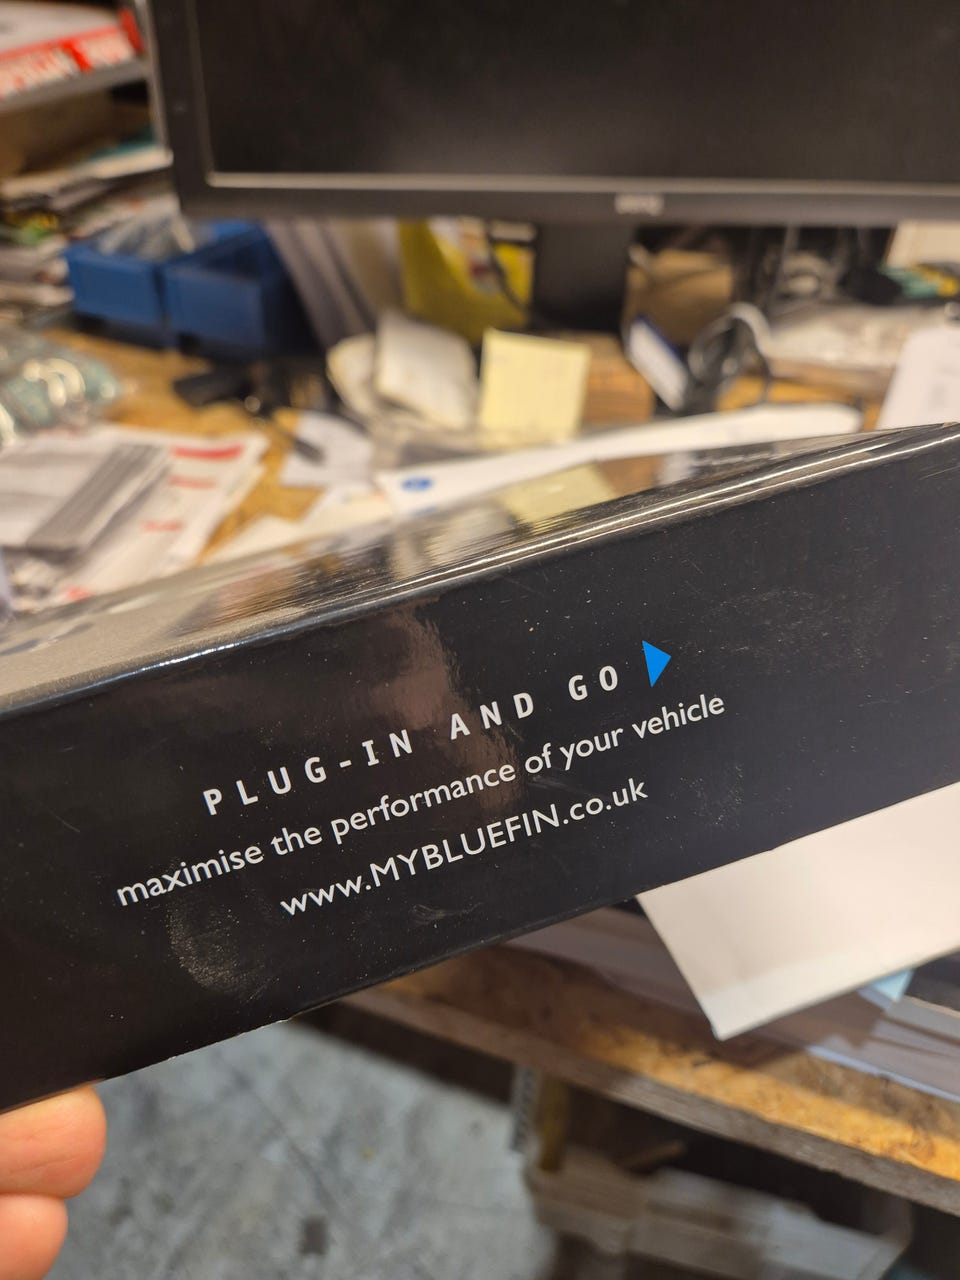 PLUG-IN AND GO
maximise the performance of your vehicle
www.MYBLUEFIN.co.uk